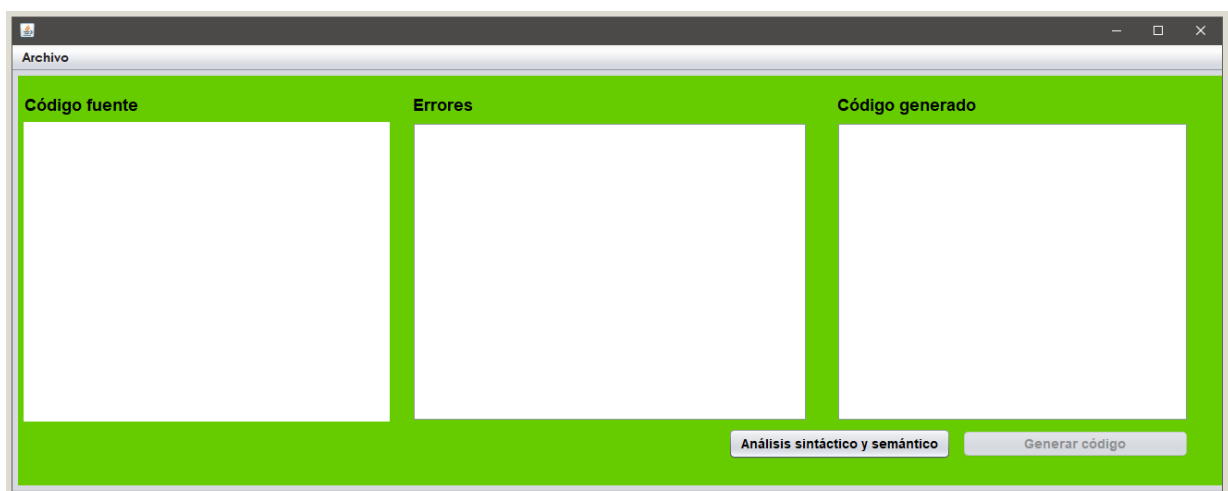 Archivo
Código fuente
Errores
Código generado
Análisis sintáctico y semántico
Generar código